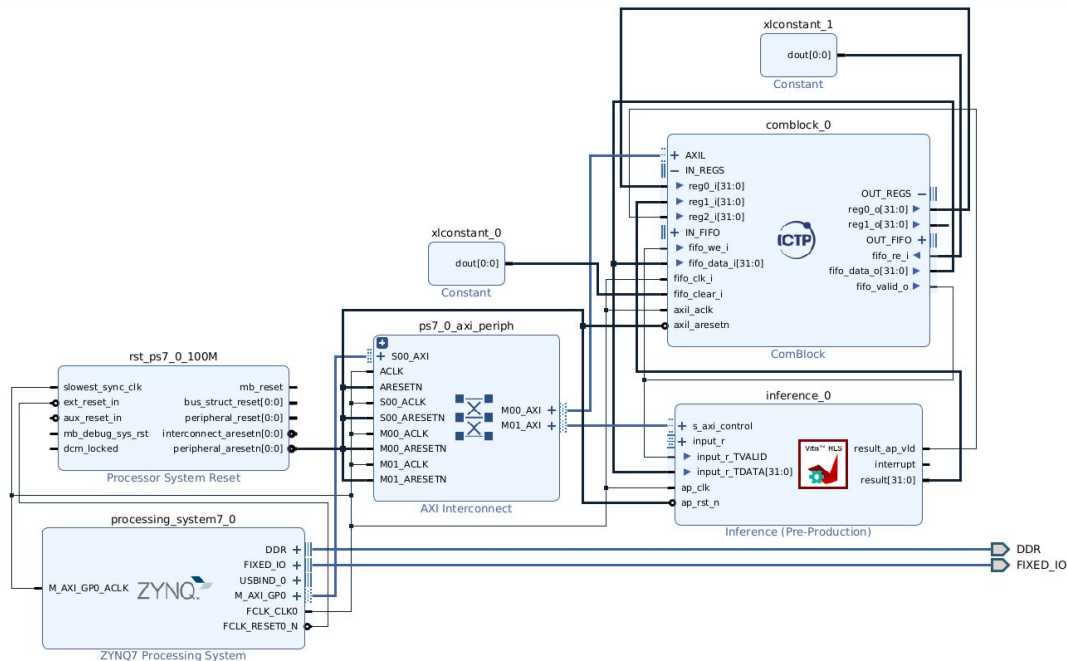 xlconstant_1
dout[0:0]
Constant
comblock_0
AXIL
IN_REGS
reg0_i[31:0]
reg1_i[31:0]
reg2_i[31:0]
IN_FIFO
fifo_we_i
fifo_data_i[31:0]
fifo_clk_i
fifo_clear_i
axil_aclk
axil_aresetn
ICTP
OUT_REGS
reg0_o[31:0]
reg1_o[31:0]
OUT_FIFO
fifo_re_i
fifo_data_o[31:0]
fifo_valid_o
ComBlock
xlconstant_0
dout[0:0]
Constant
ps7_0_axi_periph
S00_AXI
ACLK
ARESETN
S00_ACLK
S00_ARESETN
M00_ACLK
M00_ARESETN
M01_ACLK
M01_ARESETN
M00_AXI
M01_AXI
AXI Interconnect
rst_ps7_0_100M
slowest_sync_clk
ext_reset_in
aux_reset_in
mb_debug_sys_rst
dcm_locked
mb_reset
bus_struct_reset[0:0]
peripheral_reset[0:0]
interconnect_aresetn[0:0]
peripheral_aresetn[0:0]
Processor System Reset
inference_0
s_axi_control
input_r
input_r_TVALID
input_r_TDATA[31:0]
ap_clk
ap_rst_n
Vitis™ HLS
result_ap_vld
interrupt
result[31:0]
Inference (Pre-Production)
processing_system7_0
M_AXI_GP0_ACLK
ZYNQ
DDR
FIXED_IO
USBIND_0
M_AXI_GP0
FCLK_CLK0
FCLK_RESET0_N
ZYNQ7 Processing System
DDR
FIXED_IO